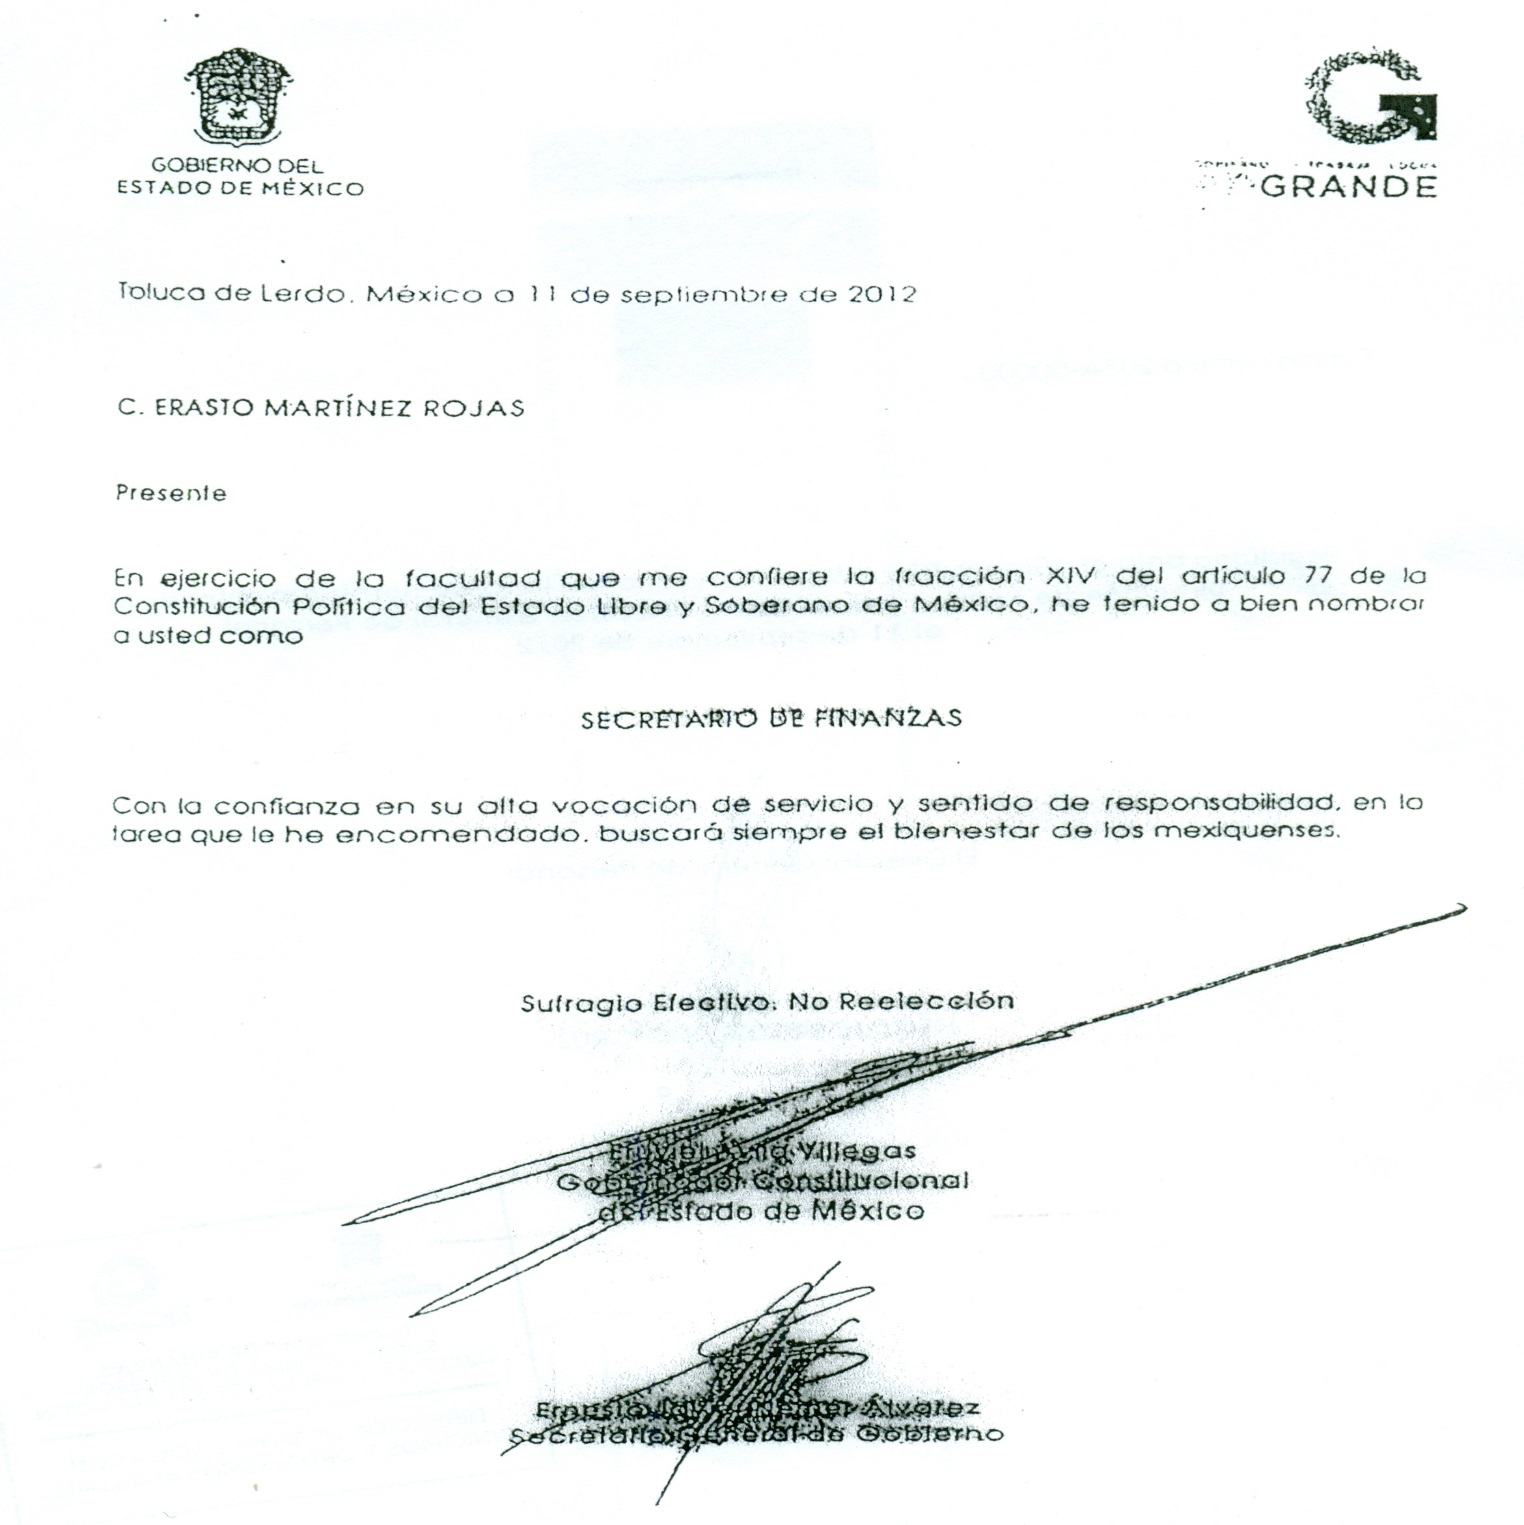 GOBIERNO DEL
ESTADO DE MÉXICO
GRANDE
Toluca de Lerdo, México a 11 de septiembre de 2012
C. ERASTO MARTÍNEZ ROJAS
Presente
En ejercicio de la facultad que me confiere la fracción XIV del artículo 77 de la
Constitución Política del Estado Libre y Soberano de México, he tenido a bien nombrar
a usted como
SECRETARIO DE FINANZAS
Con la confianza en su alta vocación de servicio y sentido de responsabilidad, en la
tarea que le he encomendado, buscará siempre el bienestar de los mexiquenses.
Sufragio Efectivo. No Reelección
Villegas
Gobernador Constitucional
del Estado de México
Ernesto Nemer Álvarez
Secretario General de Gobierno